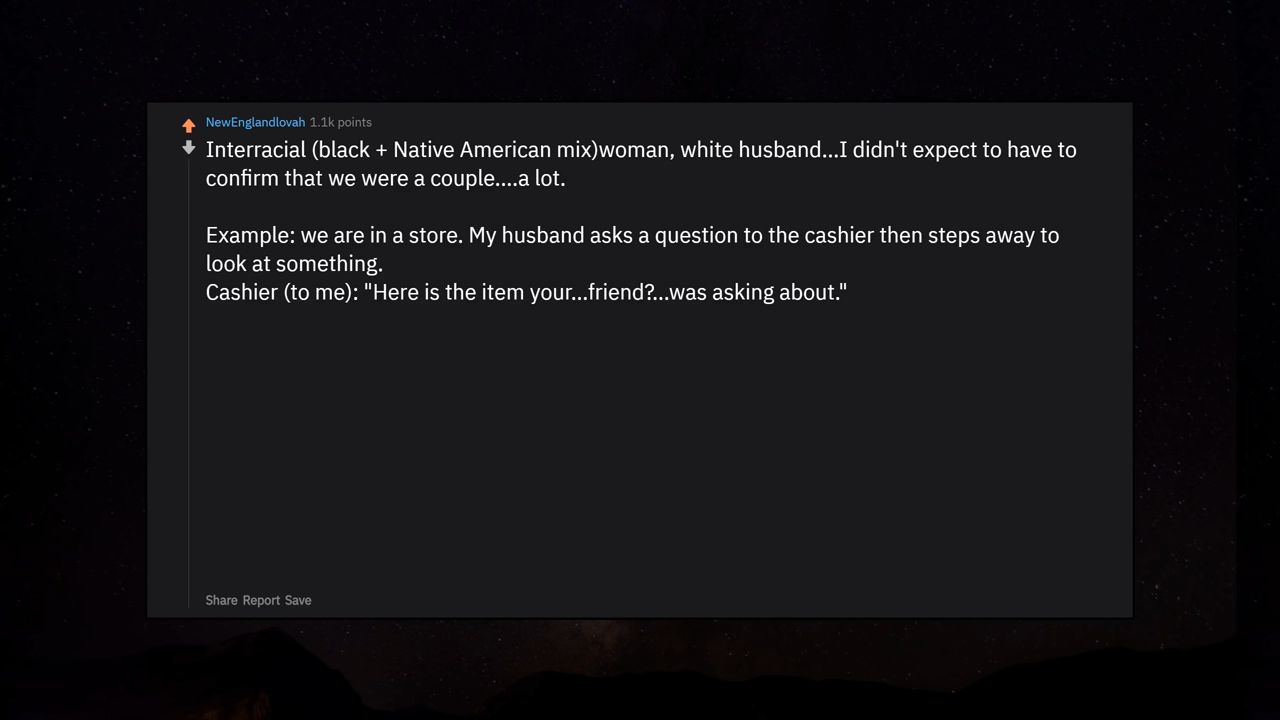 NewEnglandlovah 1.1k points
Interracial (black + Native American mix)woman, white husband...I didn't expect to have to
confirm that we were a couple....a lot.
Example: we are in a store. My husband asks a question to the cashier then steps away to
look at something.
Cashier (to me): "Here is the item your...friend?...was asking about."
Share Report Save